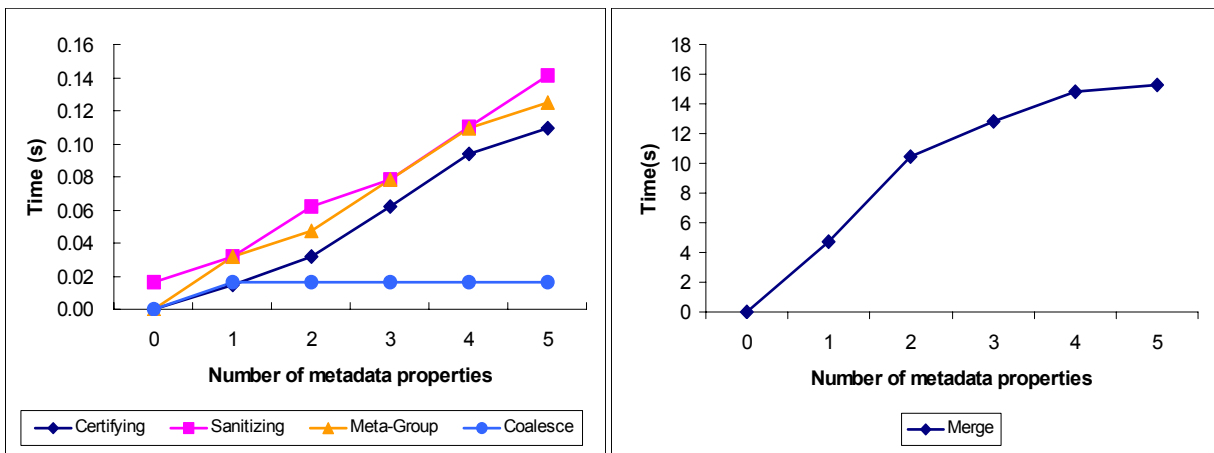 0.16
0.14
0.12
0.10
0.08
0.06
0.04
0.02
0.00
Time (s)
0 1 2 3 4 5
Number of metadata properties
Certifying Sanitizing Meta-Group Coalesce
18
16
14
12
10
8
6
4
2
0
Time(s)
0 1 2 3 4 5
Number of metadata properties
Merge